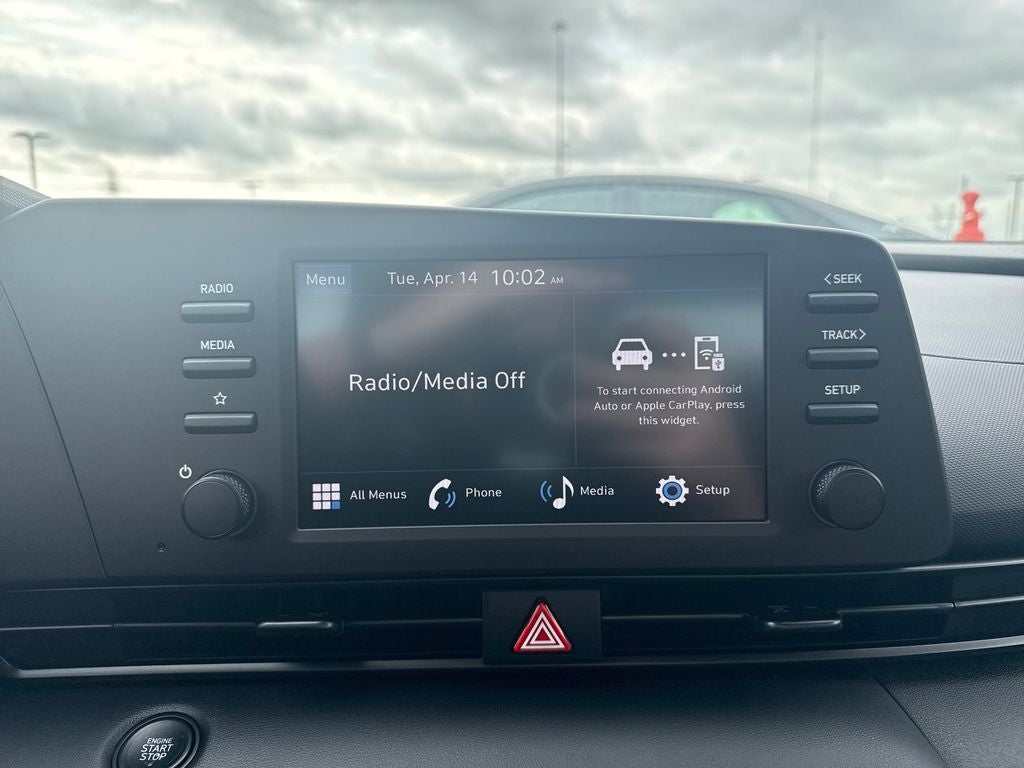 Menu
Tue, Apr. 14 10:02 AM
RADIO
MEDIA
Radio/Media Off
To start connecting Android
Auto or Apple CarPlay, press
this widget.
All Menus
Phone
Media
Setup
<SEEK
TRACK>
SETUP
ENGINE
START
STOP